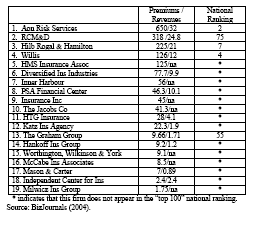 Premiums / Revenues National Ranking
1. Aon Risk Services 650/32 2
2. RCM&D 318 /24.8 75
3. Hilb Rogal & Hamilton 225/21 7
4. Willis 126/12 4
5. HMS Insurance Assoc 125/na *
6. Diversified Ins Industries 77.7/9.9 *
7. Inner Harbour 56/na *
8. PSA Financial Center 46.3/10.1 *
9. Insurance Inc 45/na *
10. The Jacobs Co 41.3/na *
11. HTG Insurance 28/4.1 *
12. Katz Ins Agency 22.3/1.9 *
13. The Graham Group 9.66/1.71 55
14. Hankoff Ins Group 9.2/1.2 *
15. Worthington, Wilkinson & York 9.1/na *
16. McCabe Ins Associates 8.5/na *
17. Mason & Carter 7/0.89 *
18. Independent Center for Ins 2.4/2.4 *
19. Milwicz Ins Group 1.75/na *
* indicates that this firm does not appear in the "top 100" national ranking.
Source: BizJournals (2004).